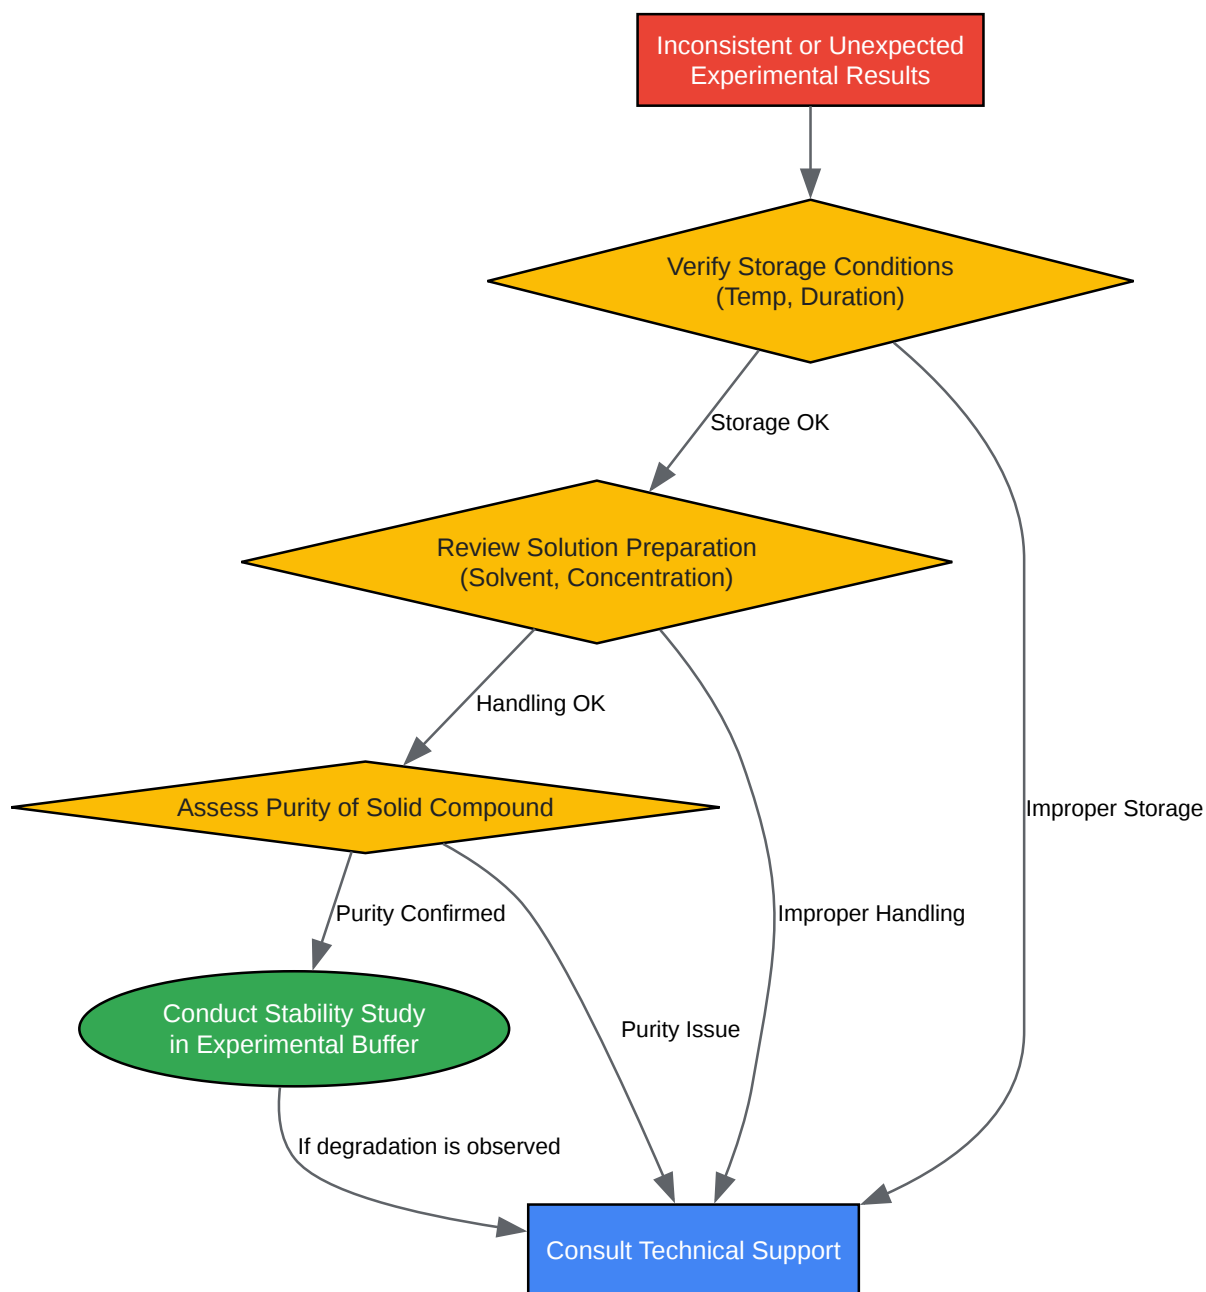 Inconsistent or Unexpected
Experimental Results
Verify Storage Conditions
(Temp, Duration)
Storage OK
Review Solution Preparation
(Solvent, Concentration)
Handling OK
Assess Purity of Solid Compound
Improper Storage
Purity Confirmed
Improper Handling
Conduct Stability Study
in Experimental Buffer
Purity Issue
If degradation is observed
Consult Technical Support